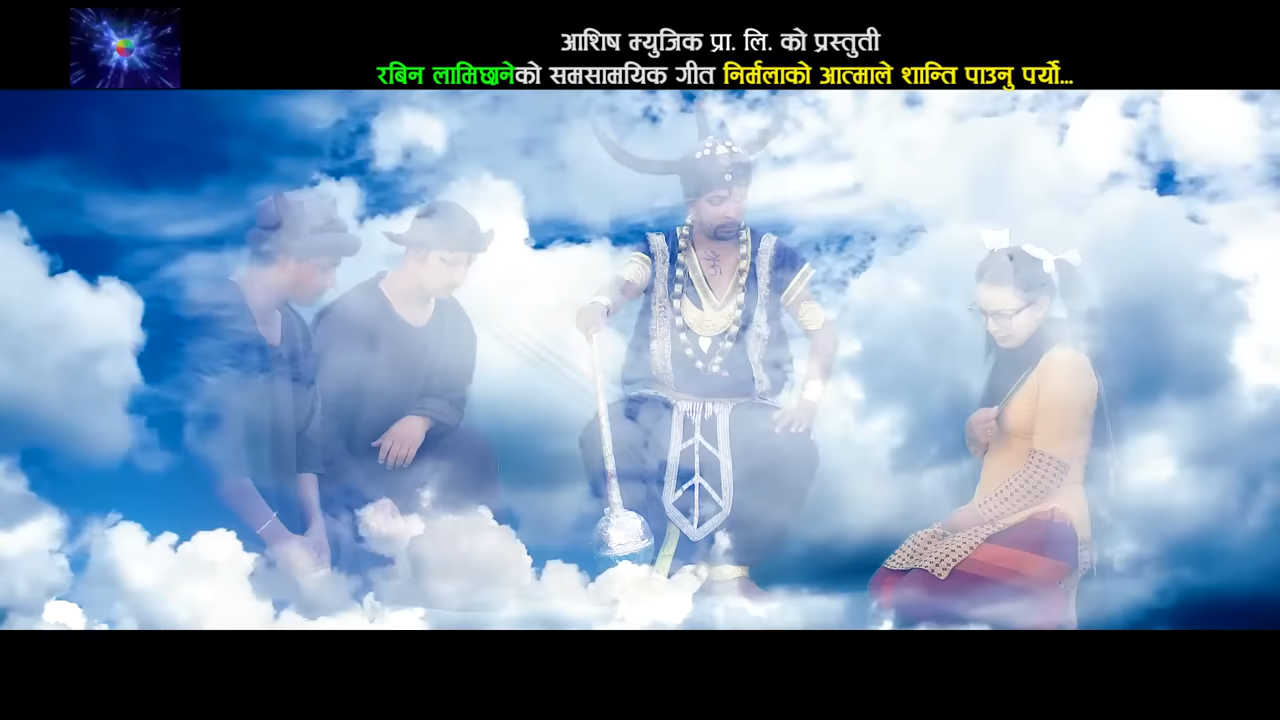 आशिष म्युजिक प्रा. लि. को प्रस्तुती
रबिन लामिछानेको समसामयिक गीत निर्मलाको आत्माले शान्ति पाउनु पर्यो...